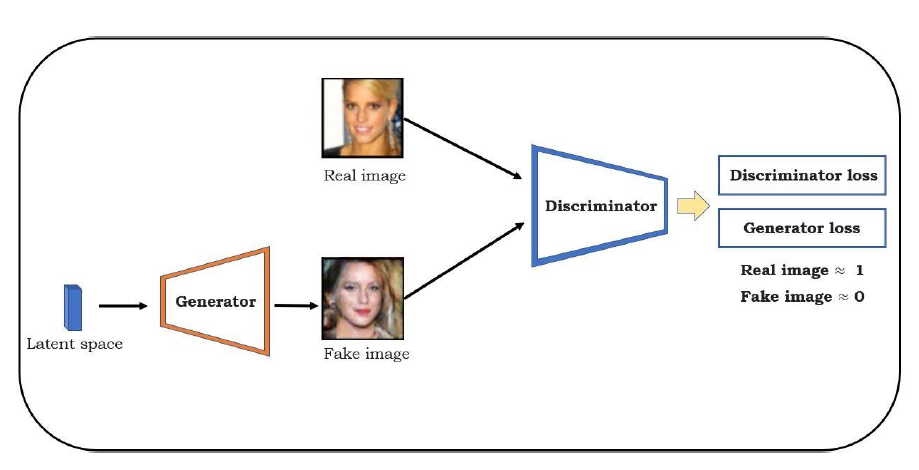 Real image
Discriminator
Discriminator loss
Generator loss
Real image ≈ 1
Fake image ≈ 0
Generator
Latent space
Fake image